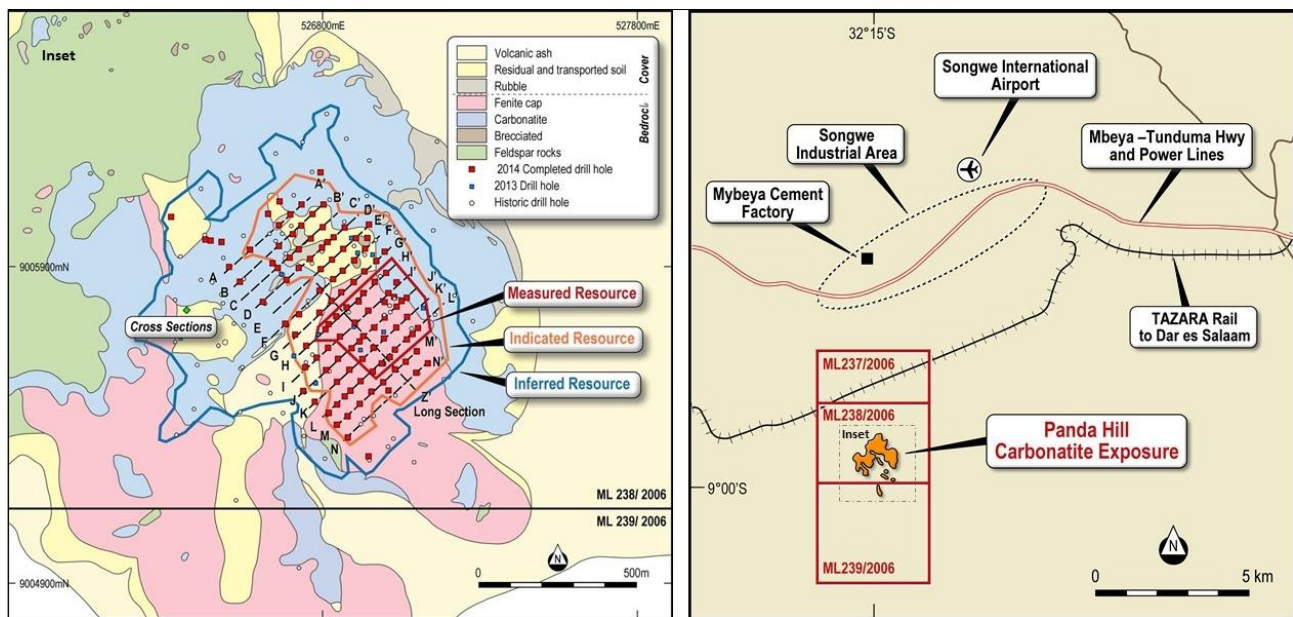 Inset
526800mE
527800mE
Volcanic ash
Residual and transported soil
Rubble
Cover
Fenite cap
Carbonatite
Brecciated
Feldspar rocks
2014 Completed drill hole
2013 Drill hole
Historic drill hole
A'
B'
C'
D'
E'
F'
G'
H'
J'
J'
K'
L'
M'
N'
Z'
9005900mN
A
B
C
D
E
F
G
H
I
J
K
L
M
N
Cross Sections
Measured Resource
Indicated Resource
Inferred Resource
Long Section
ML 238/ 2006
ML 239/ 2006
9004900mN
N
0
500m
32°15'S
Songwe International
Airport
Songwe
Industrial Area
Mbeya –Tunduma Hwy
and Power Lines
Mybeya Cement
Factory
TAZARA Rail
to Dar es Salaam
ML237/2006
ML238/2006
Inset
Panda Hill
Carbonatite Exposure
9°00'S
ML239/2006
N
0
5 km